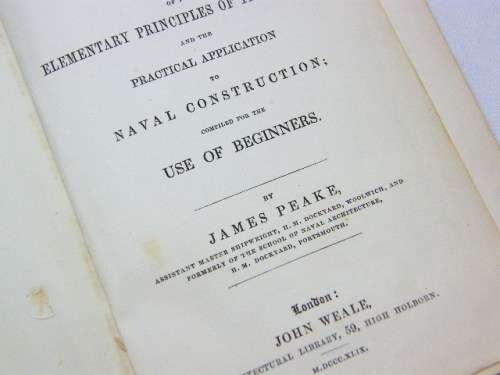 OF
ELEMENTARY PRINCIPLES OF
AND THE
PRACTICAL APPLICATION
TO
NAVAL CONSTRUCTION;
COMPILED FOR THE
USE OF BEGINNERS.
BY
JAMES PEAKE,
ASSISTANT MASTER SHIPWRIGHT, H. M. DOCKYARD, WOOLWICH, AND
FORMERLY OF THE SCHOOL OF NAVAL ARCHITECTURE,
H. M. DOCKYARD, PORTSMOUTH.
London:
JOHN WEALE,
TECTURAL LIBRARY, 59, HIGH HOLBORN.
M.DCCC.XLIX.